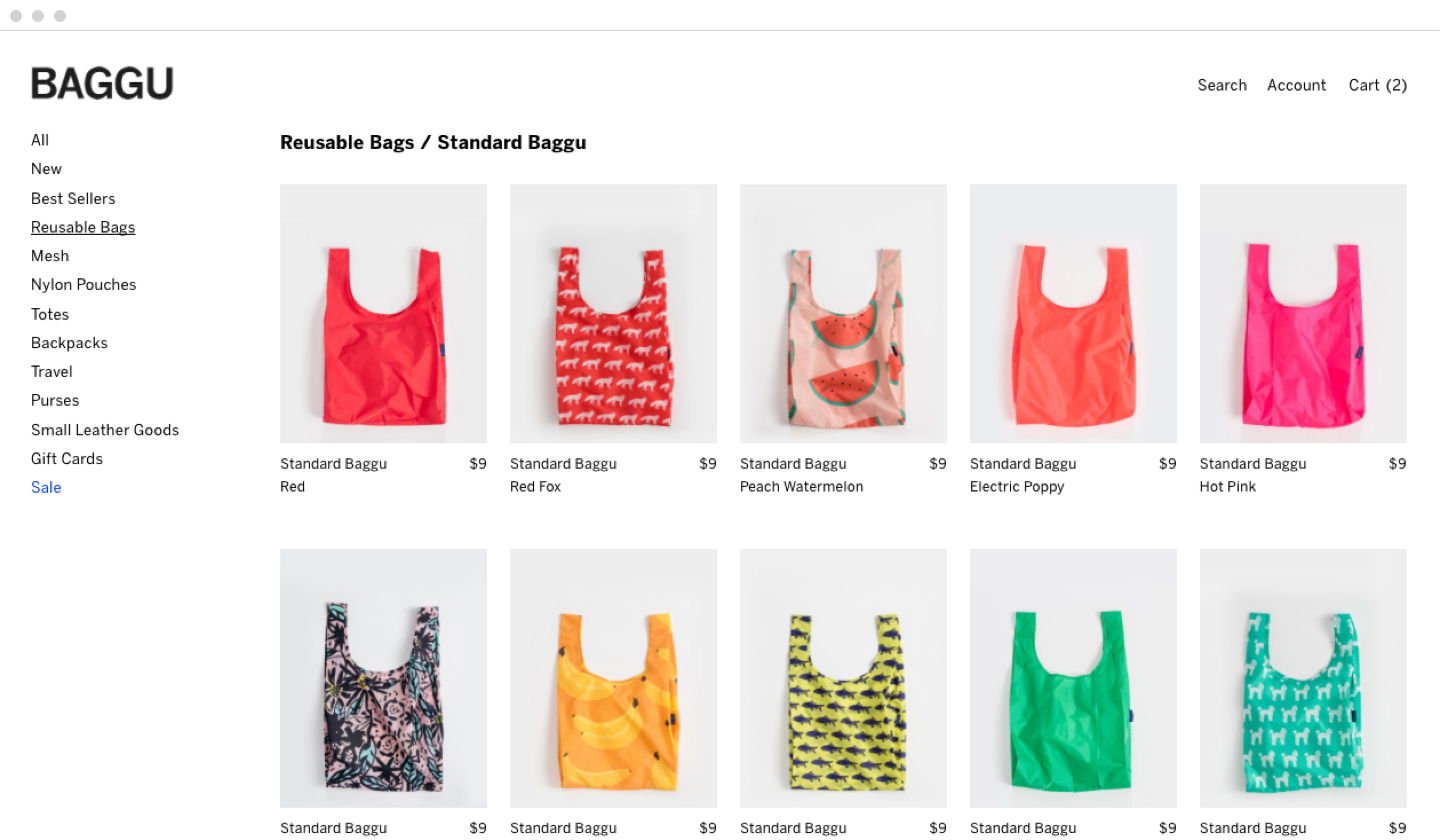 BAGGU
Search Account Cart (2)
All
New
Best Sellers
Reusable Bags
Mesh
Nylon Pouches
Totes
Backpacks
Travel
Purses
Small Leather Goods
Gift Cards
Sale
Reusable Bags / Standard Baggu
Standard Baggu $9
Red
Standard Baggu $9
Red Fox
Standard Baggu $9
Peach Watermelon
Standard Baggu $9
Electric Poppy
Standard Baggu $9
Hot Pink
Standard Baggu $9
Standard Baggu $9
Standard Baggu $9
Standard Baggu $9
Standard Baggu $9